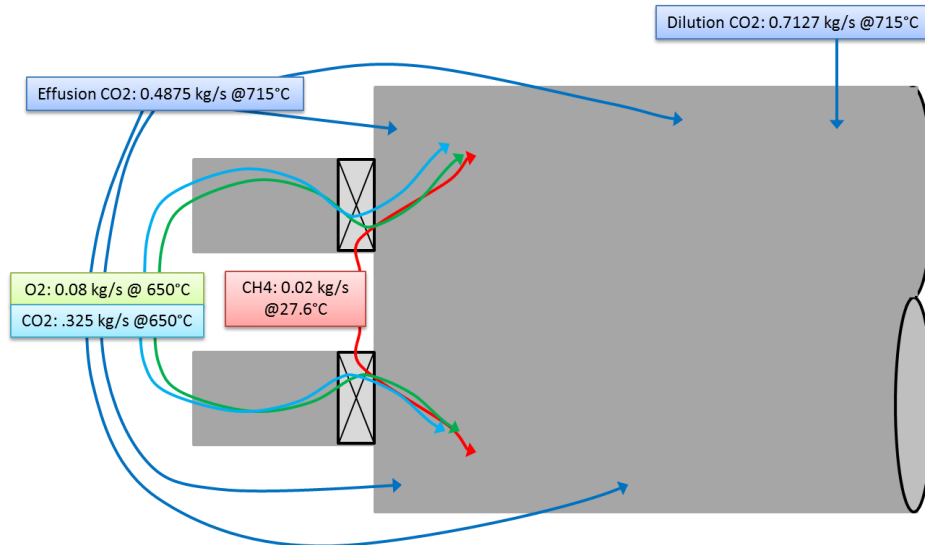 Dilution CO2: 0.7127 kg/s @715°C
Effusion CO2: 0.4875 kg/s @715°C
O2: 0.08 kg/s @ 650°C
CO2: .325 kg/s @650°C
CH4: 0.02 kg/s
@27.6°C